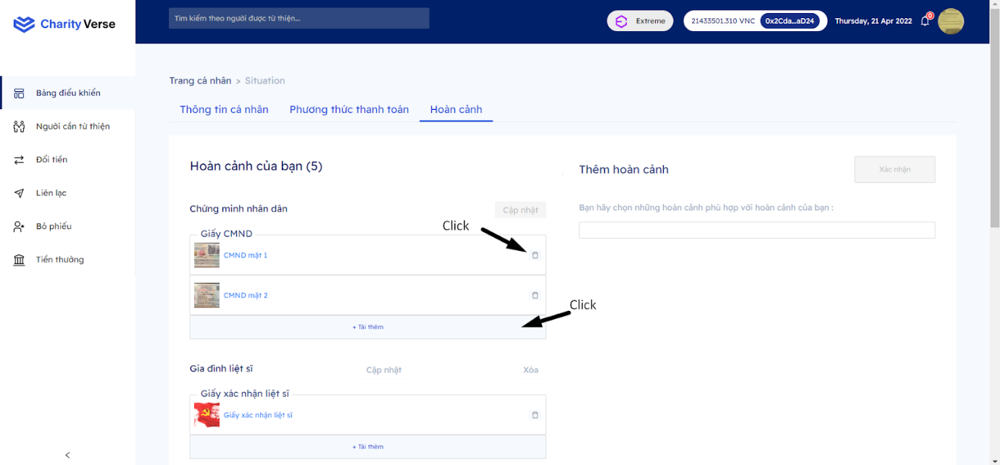 Charity Verse
Tìm kiếm theo người được từ thiện...
Extreme
21433501.310 VNC
0x2Cda...aD24
Thursday, 21 Apr 2022
0
Bảng điều khiển
Người cần từ thiện
Đổi tiền
Liên lạc
Bỏ phiếu
Tiền thưởng
<
Trang cá nhân > Situation
Thông tin cá nhân
Phương thức thanh toán
Hoàn cảnh
Hoàn cảnh của bạn (5)
Chứng minh nhân dân
Cập nhật
Click
Giấy CMND
CMND mặt 1
CMND mặt 2
Click
+ Tải thêm
Gia đình liệt sĩ
Cập nhật
Xóa
Giấy xác nhận liệt sĩ
Giấy xác nhận liệt sĩ
+ Tải thêm
Thêm hoàn cảnh
Xác nhận
Bạn hãy chọn những hoàn cảnh phù hợp với hoàn cảnh của bạn :